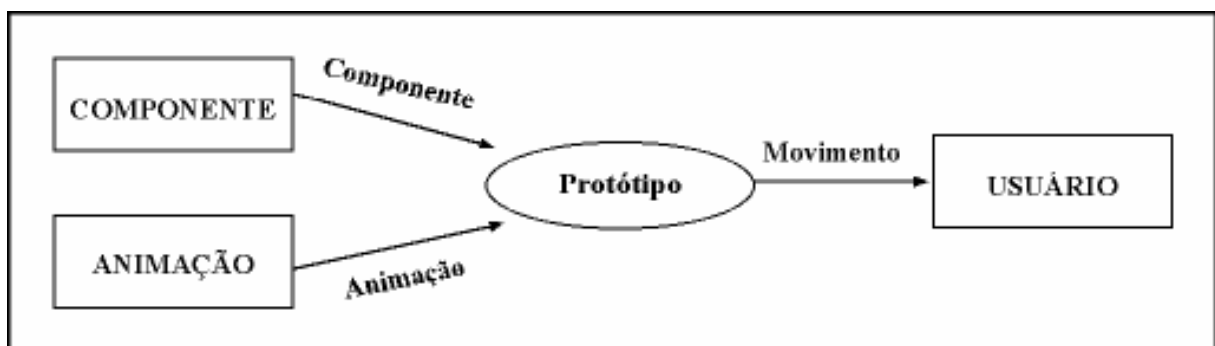 Componente
COMPONENTE
Movimento
Protótipo
USUÁRIO
ANIMAÇÃO
Animação